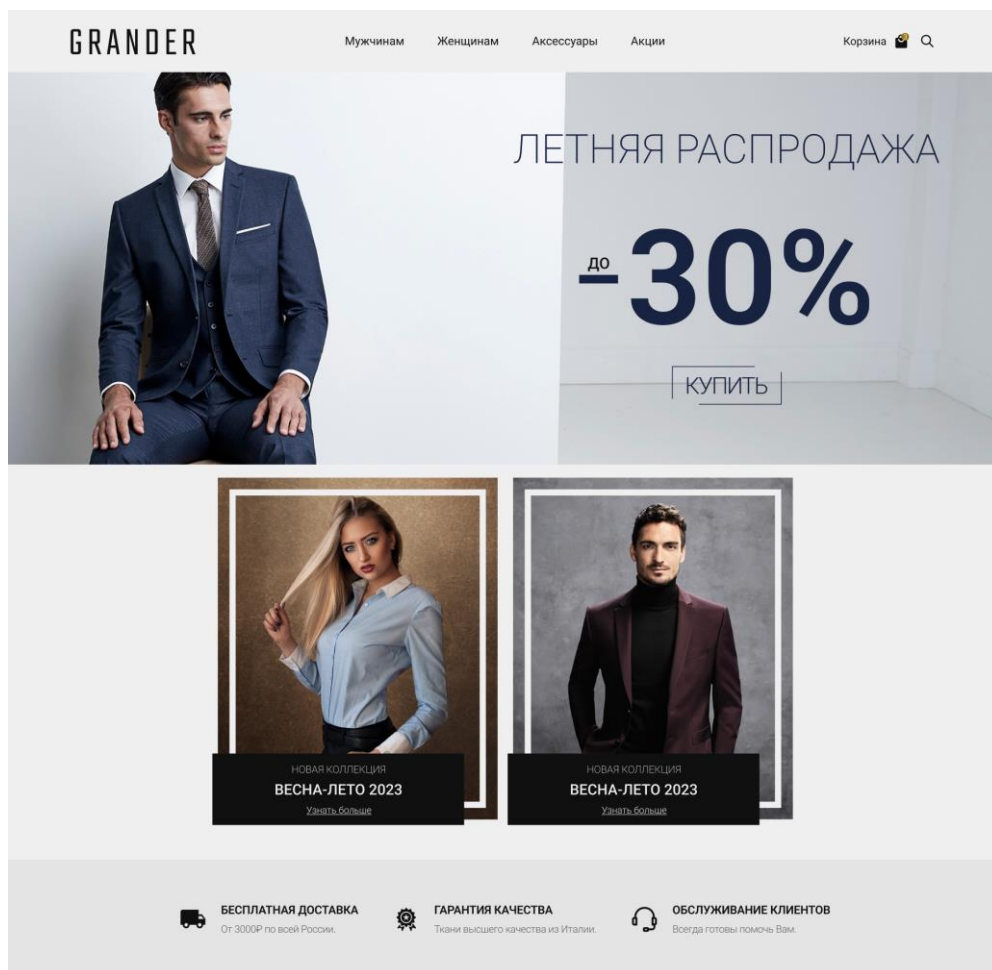 GRANDER
Мужчинам Женщинам Аксессуары Акции Корзина
ЛЕТНЯЯ РАСПРОДАЖА
до
-30%
КУПИТЬ
НОВАЯ КОЛЛЕКЦИЯ
ВЕСНА-ЛЕТО 2023
Узнать больше
НОВАЯ КОЛЛЕКЦИЯ
ВЕСНА-ЛЕТО 2023
Узнать больше
БЕСПЛАТНАЯ ДОСТАВКА
От 3000₽ по всей России.
ГАРАНТИЯ КАЧЕСТВА
Ткани высшего качества из Италии.
ОБСЛУЖИВАНИЕ КЛИЕНТОВ
Всегда готовы помочь Вам.